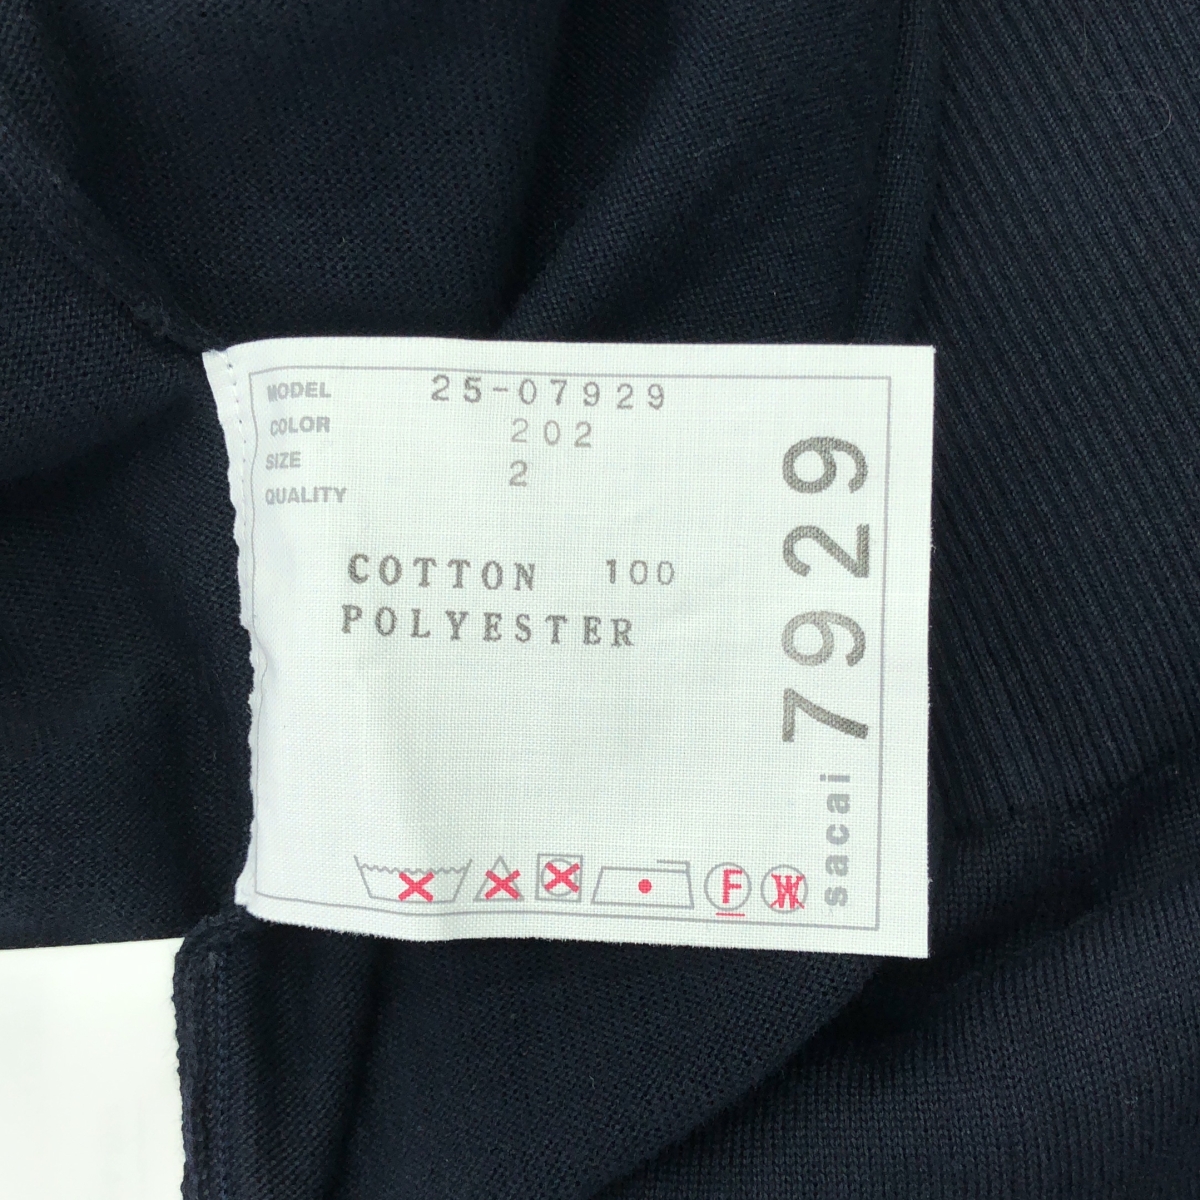 MODEL 25-07929
COLOR 202
SIZE 2
QUALITY
COTTON 100
POLYESTER
sacai 7929
F
W